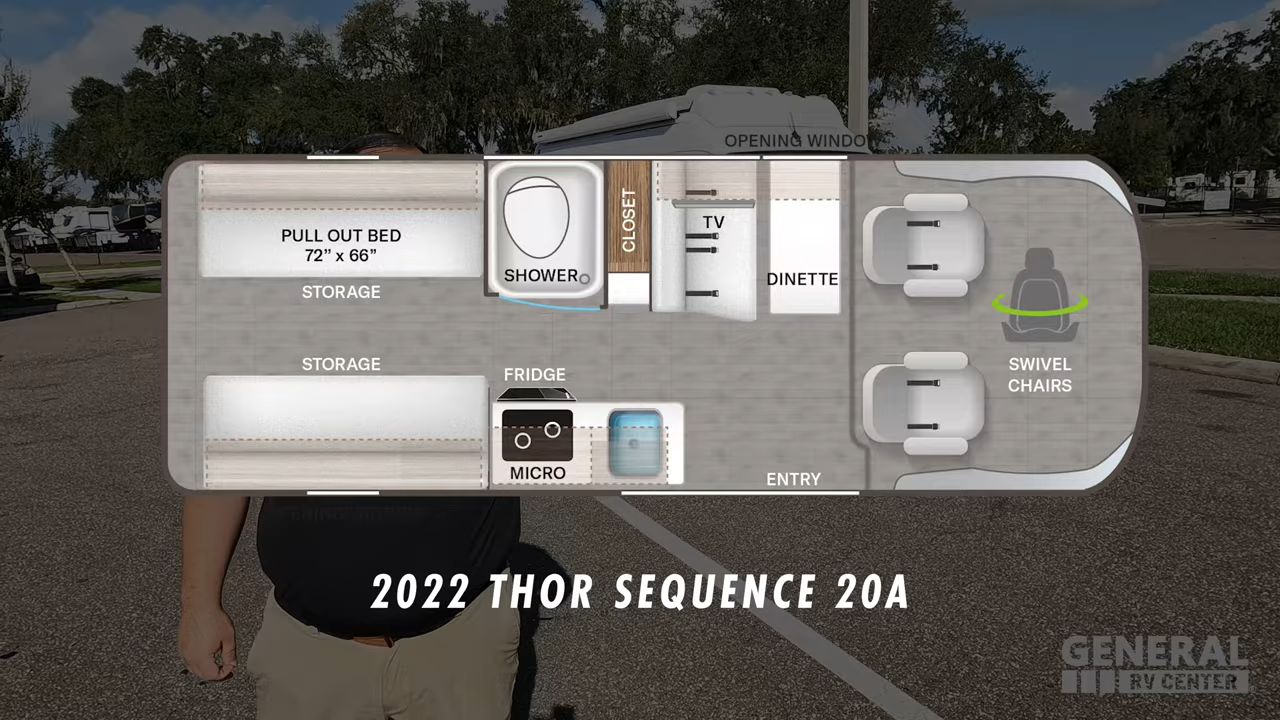 OPENING WINDO
PULL OUT BED
72” x 66”
STORAGE
SHOWER
CLOSET
TV
DINETTE
STORAGE
FRIDGE
MICRO
ENTRY
SWIVEL
CHAIRS
2022 THOR SEQUENCE 20A
GENERAL
RV CENTER